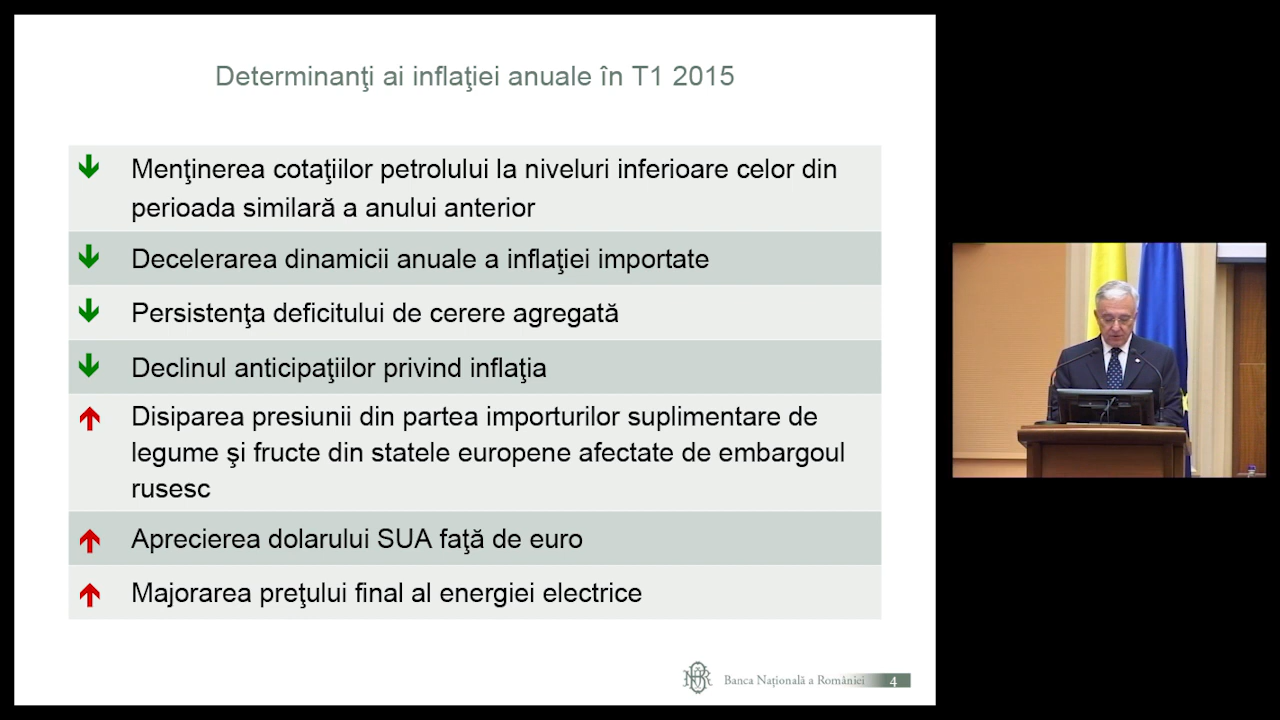 Determinanţi ai inflaţiei anuale în T1 2015
Menţinerea cotaţiilor petrolului la niveluri inferioare celor din
perioada similară a anului anterior
Decelerarea dinamicii anuale a inflaţiei importate
Persistenţa deficitului de cerere agregată
Declinul anticipaţiilor privind inflaţia
Disiparea presiunii din partea importurilor suplimentare de
legume şi fructe din statele europene afectate de embargoul
rusesc
Aprecierea dolarului SUA faţă de euro
Majorarea preţului final al energiei electrice
Banca Naţională a României 4